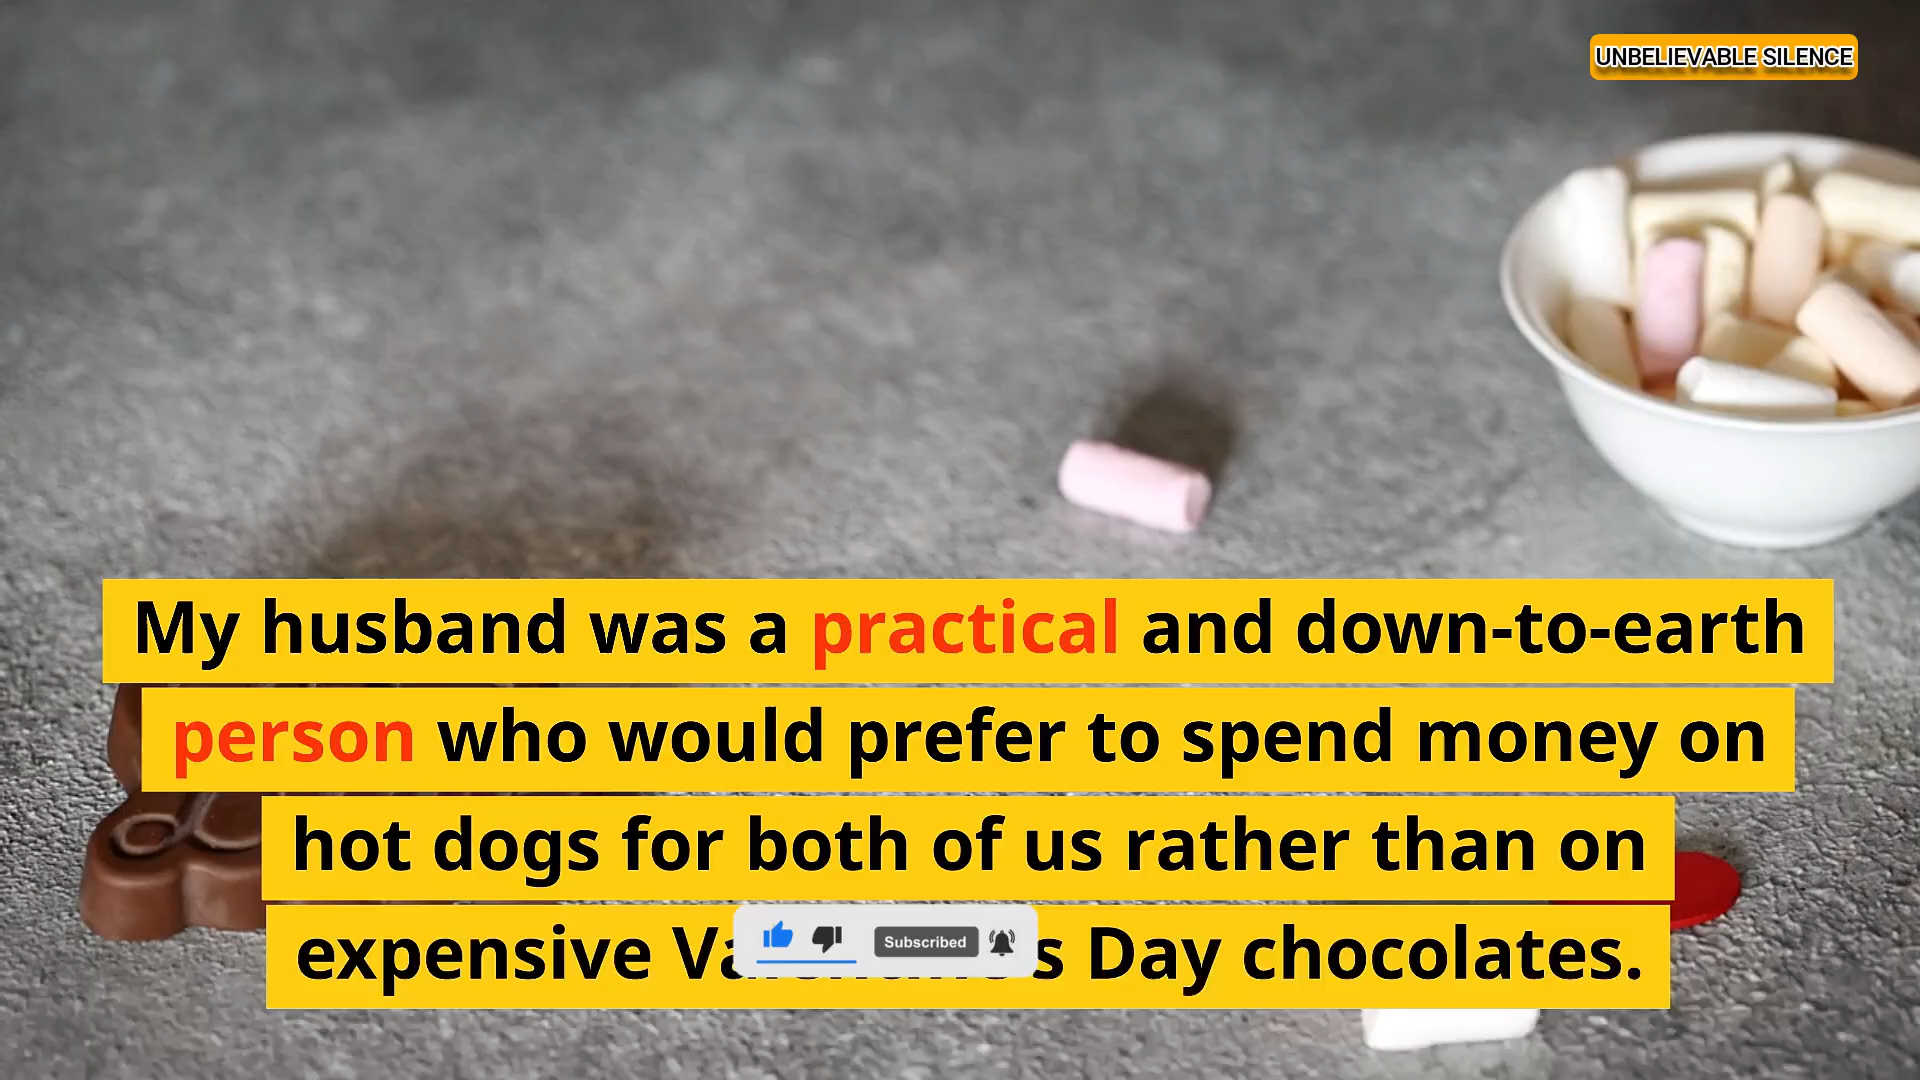 UNBELIEVABLE SILENCE
My husband was a practical and down-to-earth
person who would prefer to spend money on
hot dogs for both of us rather than on
expensive s Day chocolates.
Subscribed